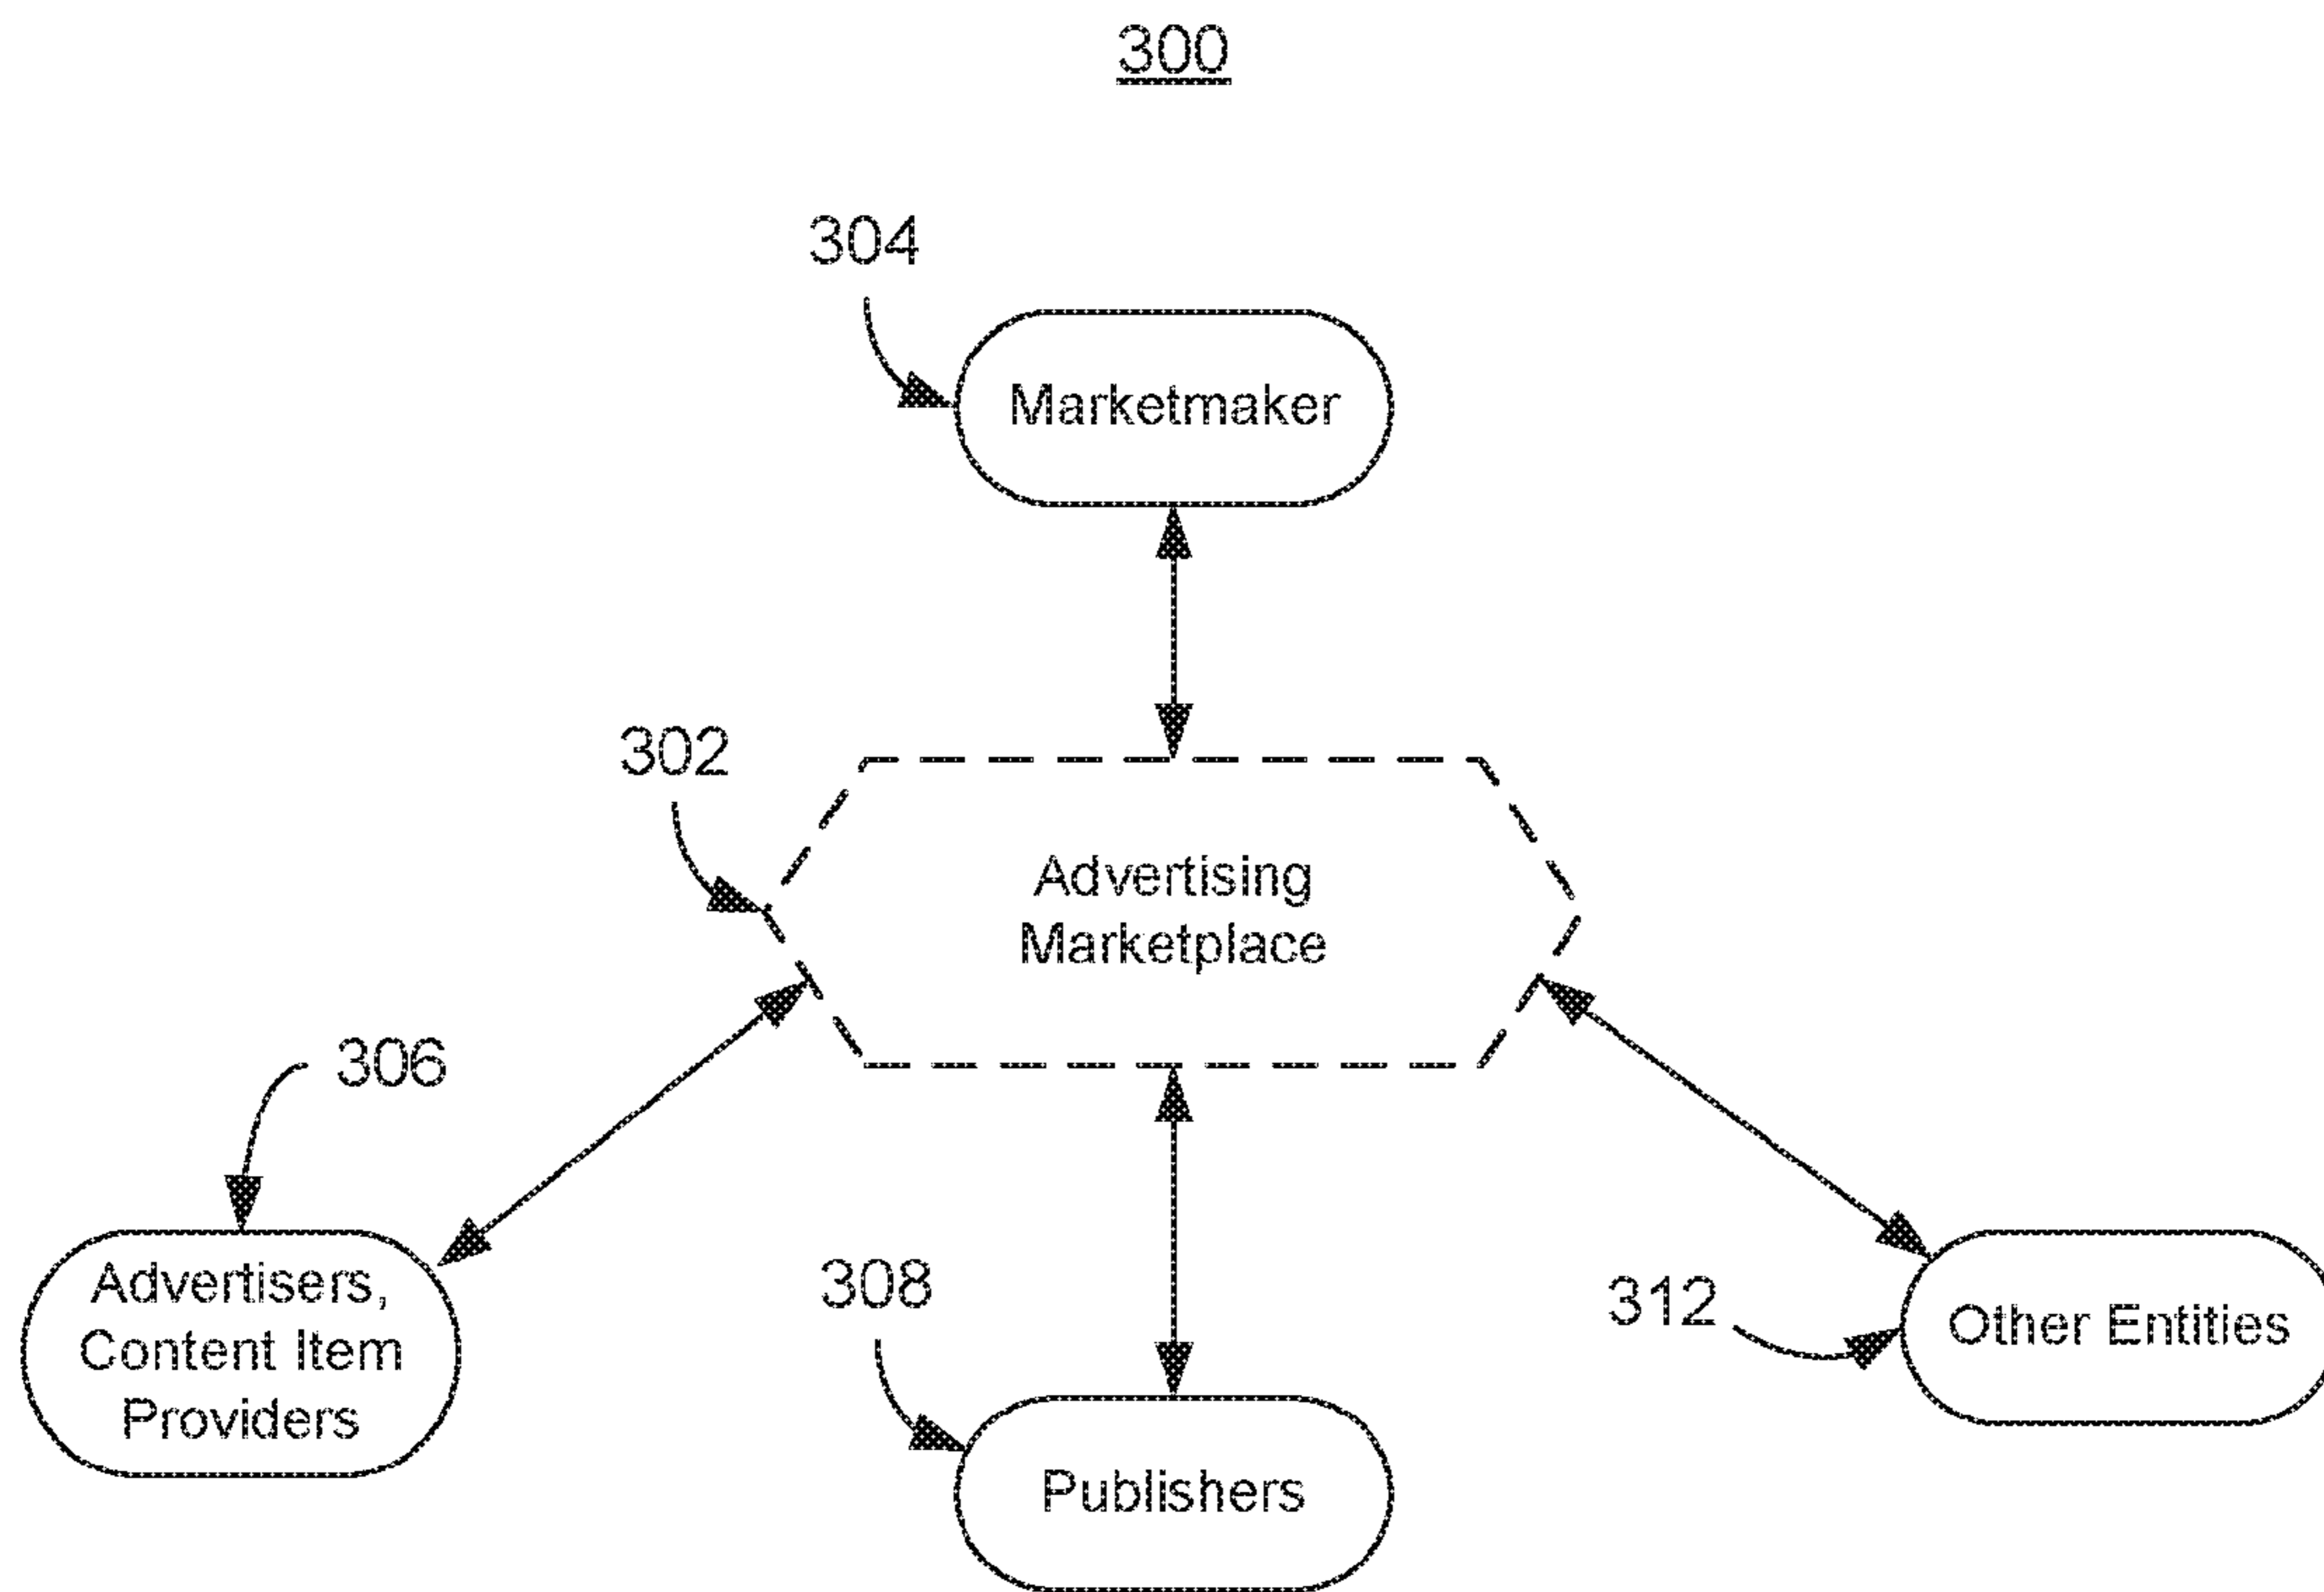 300
304
Marketmaker
302
Advertising
Marketplace
306
Advertisers,
Content Item
Providers
308
Publishers
312
Other Entities